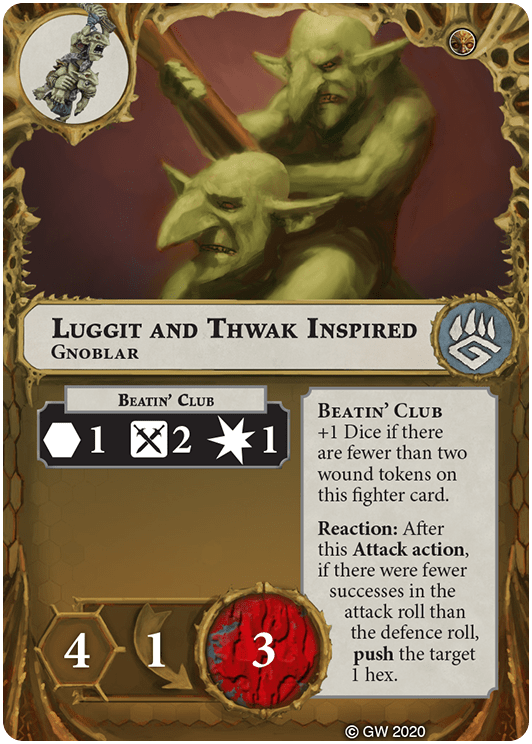 LUGGIT AND THWAK INSPIRED
GNOBLAR
BEATIN' CLUB
1 2 1
BEATIN' CLUB
+1 Dice if there
are fewer than two
wound tokens on
this fighter card.
Reaction: After
this Attack action,
if there were fewer
successes in the
attack roll than
the defence roll,
push the target
1 hex.
4 1 3
© GW 2020